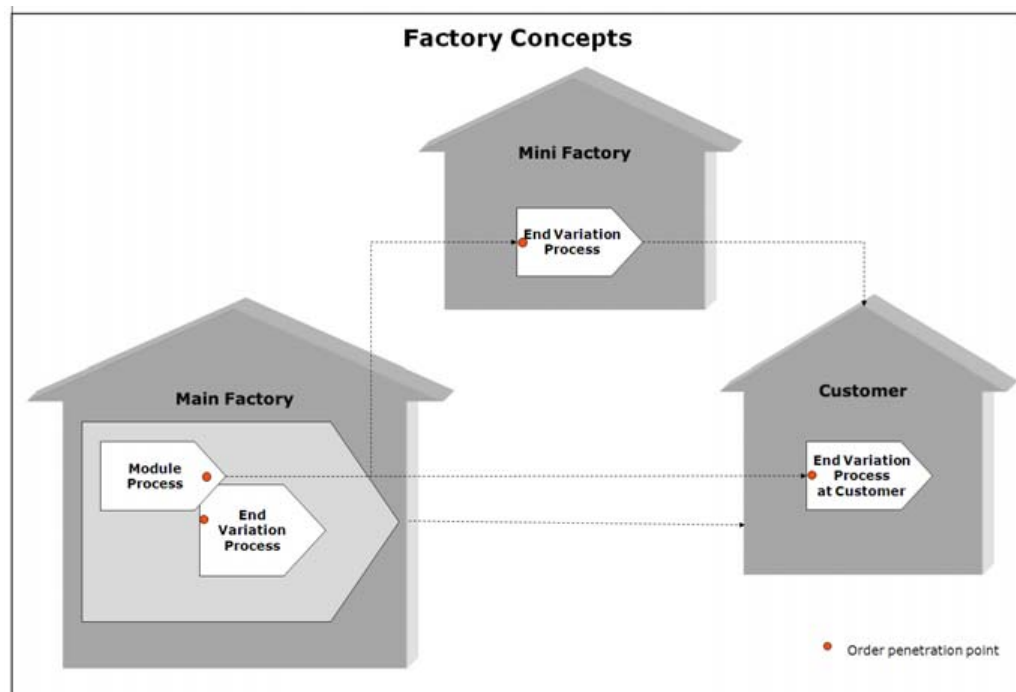 Factory Concepts
Mini Factory
End Variation
Process
Main Factory
Module
Process
End
Variation
Process
Customer
End Variation
Process
at Customer
Order penetration point